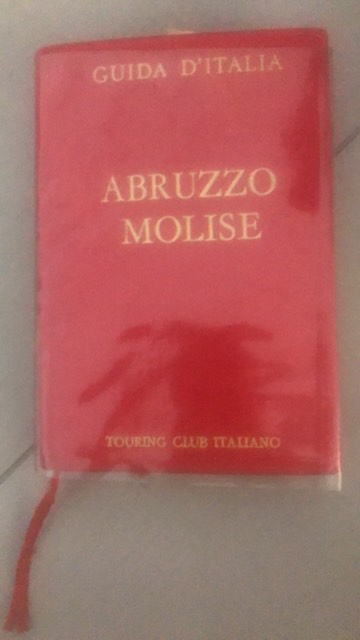 GUIDA D'ITALIA
ABRUZZO
MOLISE
TOURING CLUB ITALIANO